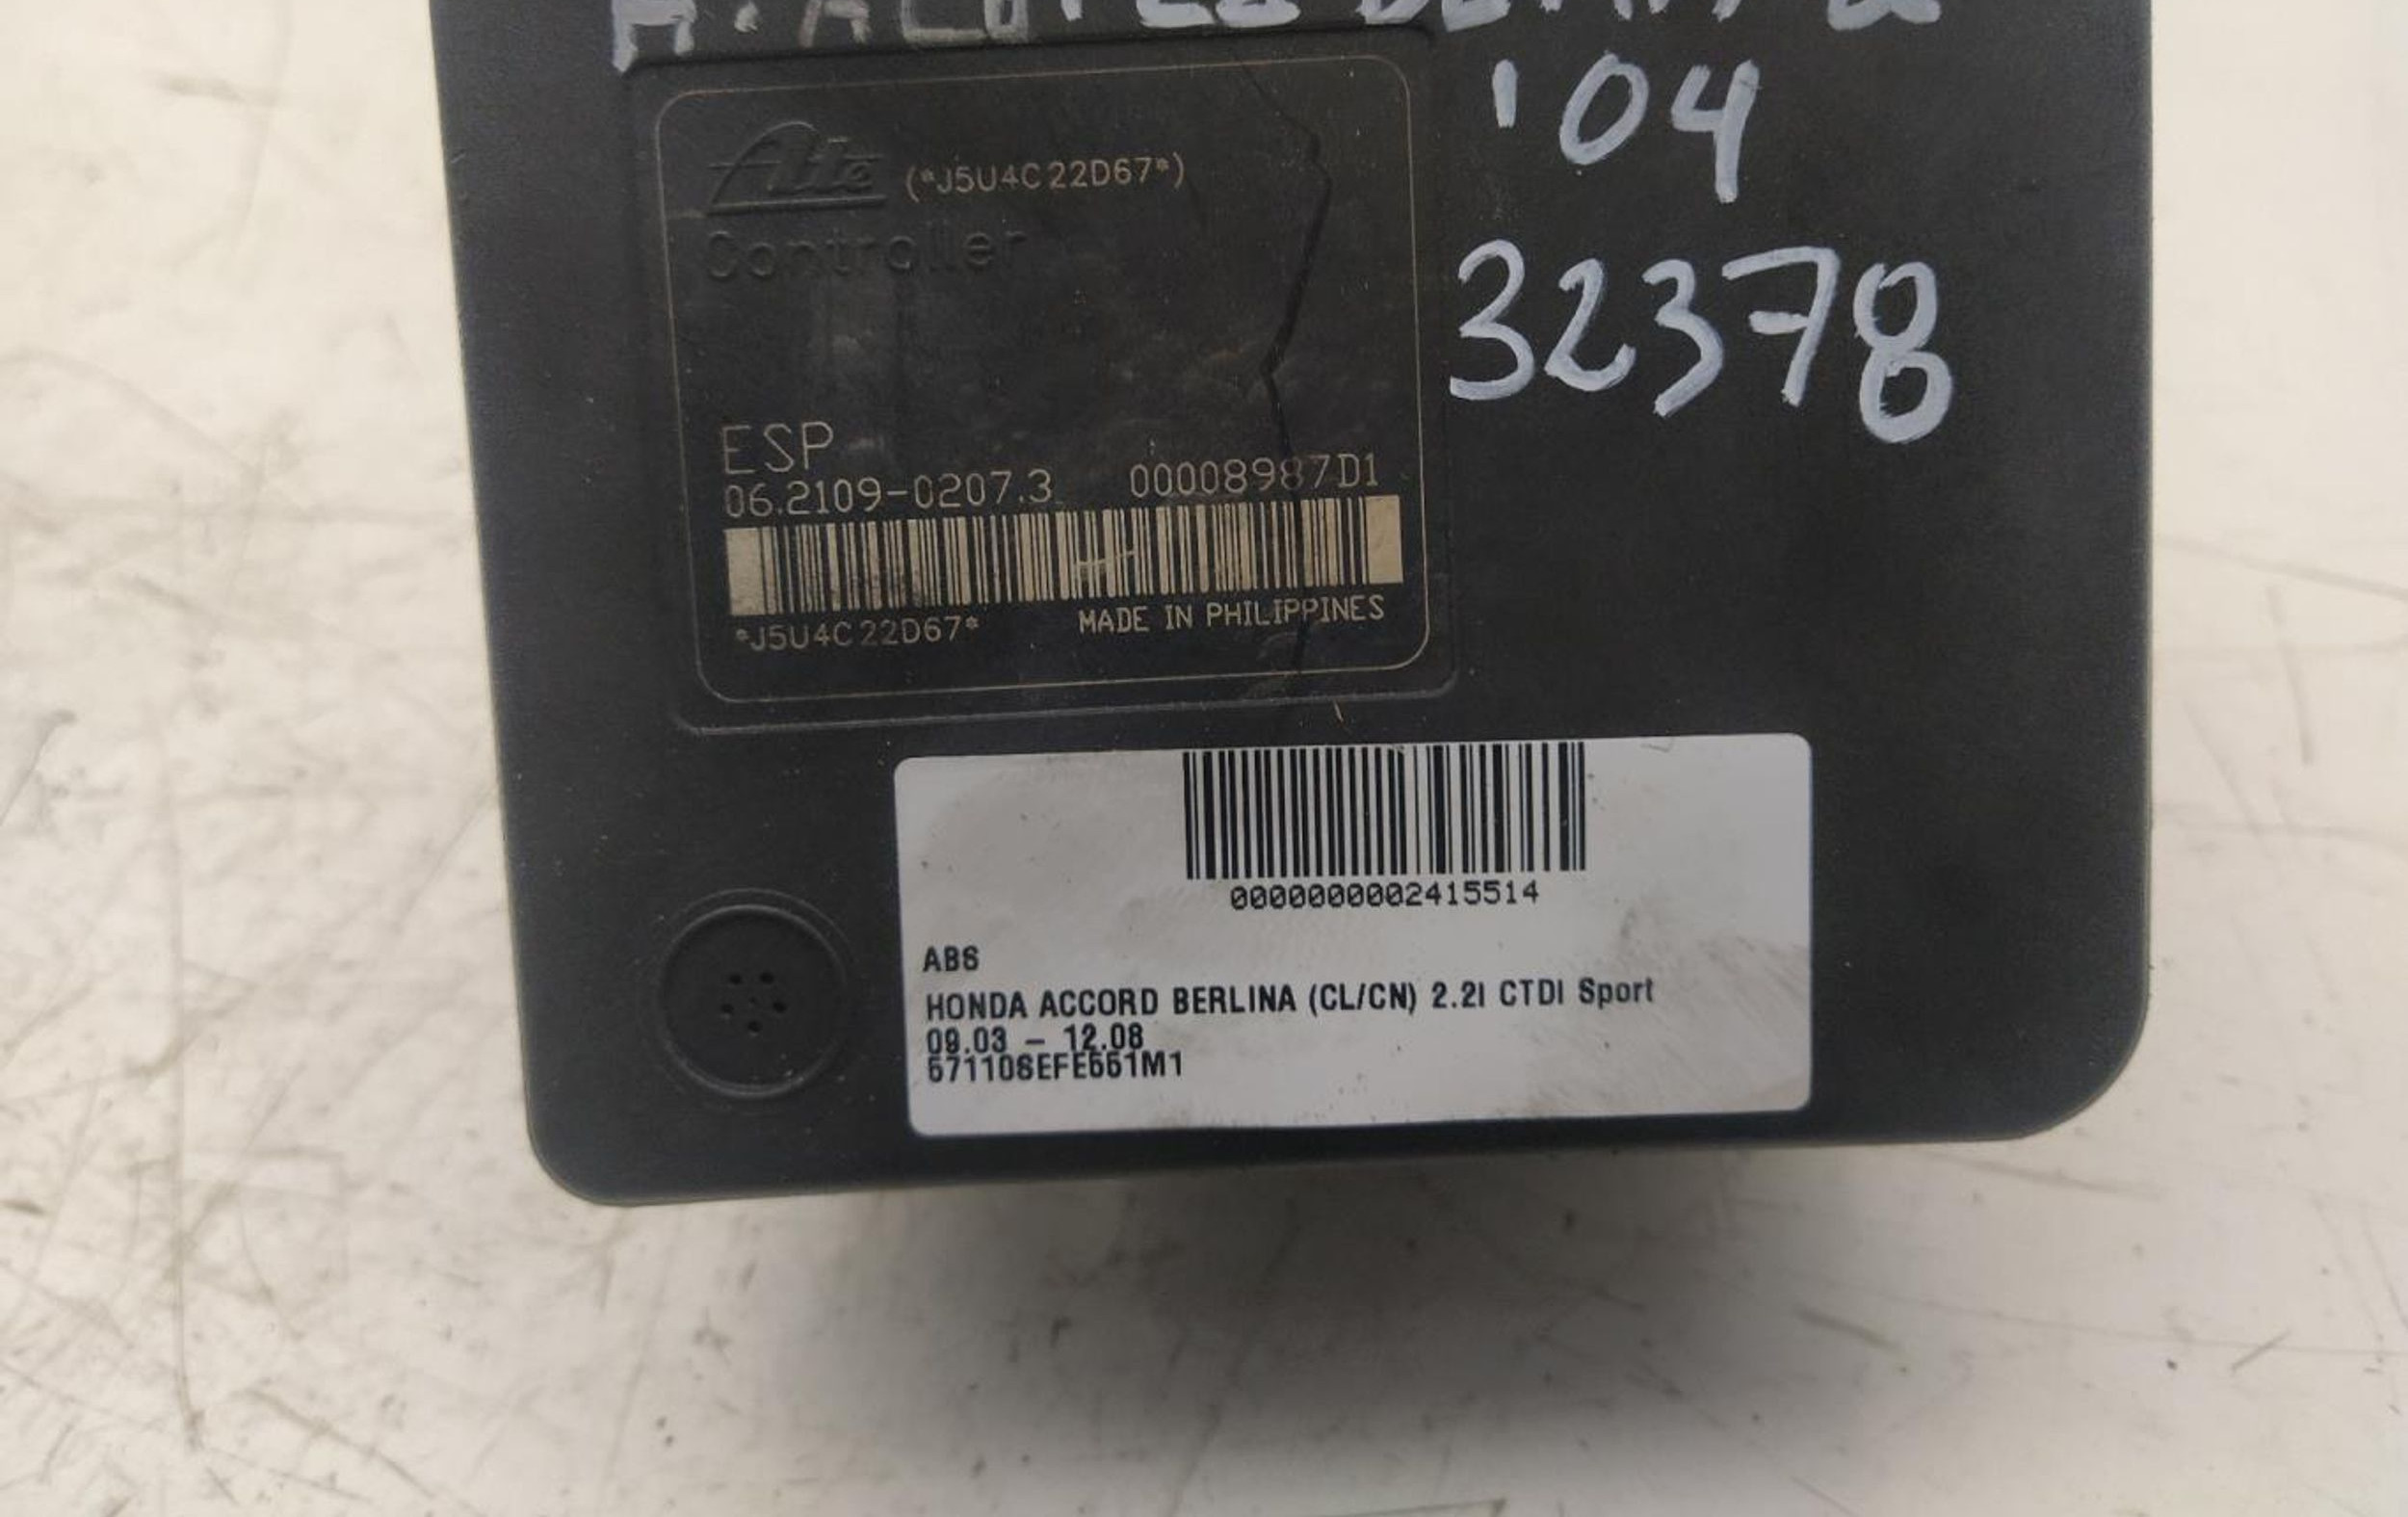 '04
32378
Ate (*J5U4C22D67*)
Controller
ESP
06.2109-0207.3 00008987D1
*J5U4C22D67* MADE IN PHILIPPINES
0000000002415514
ABS
HONDA ACCORD BERLINA (CL/CN) 2.2I CTDI Sport
09.03 - 12.08